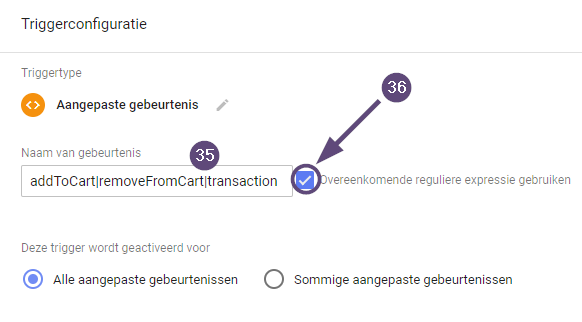 Triggerconfiguratie
36
Triggertype
Aangepaste gebeurtenis
35
Naam van gebeurtenis
addToCart|removeFromCart|transaction
Overeenkomende reguliere expressie gebruiken
Deze trigger wordt geactiveerd voor
Alle aangepaste gebeurtenissen Sommige aangepaste gebeurtenissen